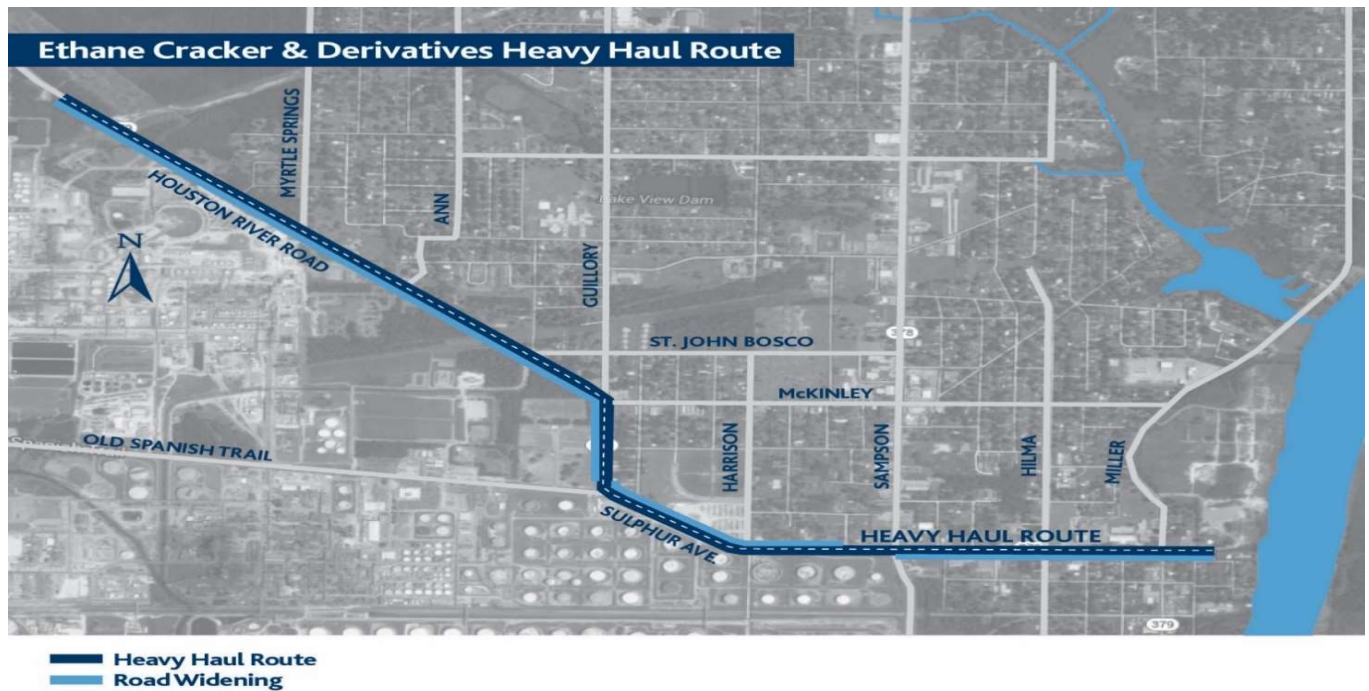 Ethane Cracker & Derivatives Heavy Haul Route
MYRTLE SPRINGS
HOUSTON RIVER ROAD
ANN
Lake View Dam
N
GUILLORY
ST. JOHN BOSCO
378
McKINLEY
OLD SPANISH TRAIL
HARRISON
SAMPSON
HILMA
MILLER
SULPHUR AVE.
HEAVY HAUL ROUTE
379
Heavy Haul Route
Road Widening